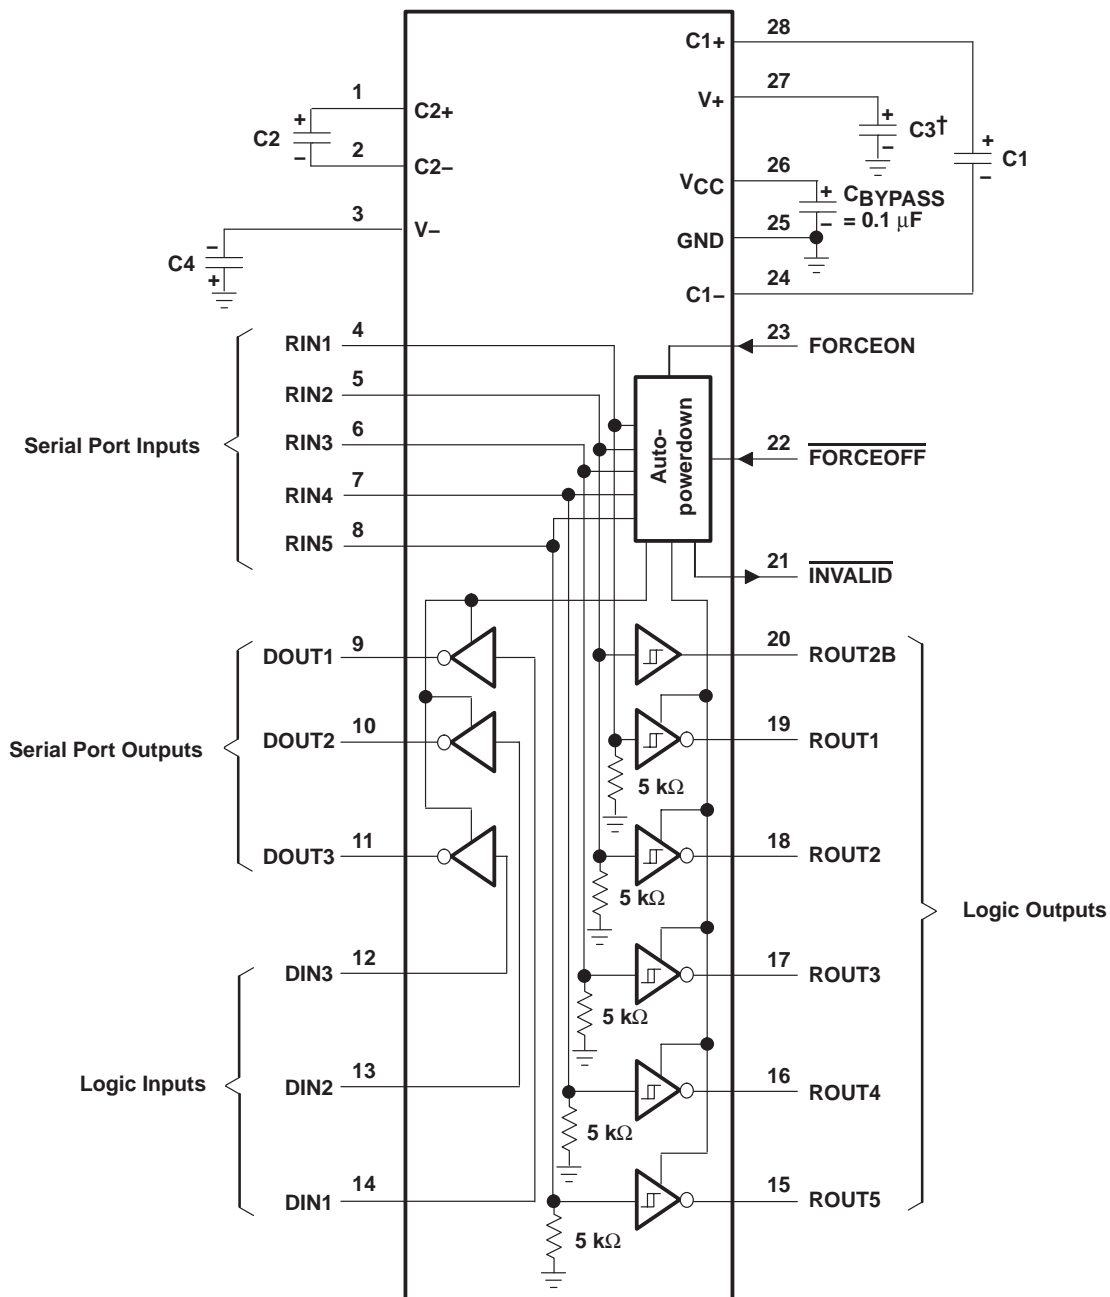 1
C2+
C2
+
–
2
C2–
3
V–
C4
–
+
28
C1+
27
V+
+
–
C3†
+
–
C1
26
VCC
+
–
CBYPASS
= 0.1 μF
25
GND
24
C1–
Serial Port Inputs
RIN1
4
RIN2
5
RIN3
6
RIN4
7
RIN5
8
Auto-
powerdown
23
FORCEON
22
FORCEOFF
21
INVALID
Serial Port Outputs
DOUT1
9
DOUT2
10
DOUT3
11
Logic Inputs
DIN3
12
DIN2
13
DIN1
14
20
ROUT2B
19
ROUT1
5 kΩ
18
ROUT2
5 kΩ
17
ROUT3
5 kΩ
16
ROUT4
5 kΩ
15
ROUT5
5 kΩ
Logic Outputs